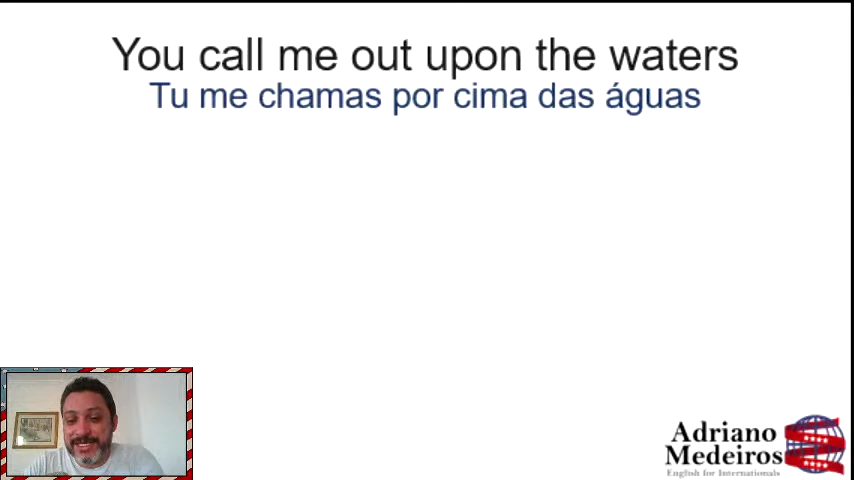 You call me out upon the waters
Tu me chamas por cima das águas
Adriano
Medeiros
English for Internationals